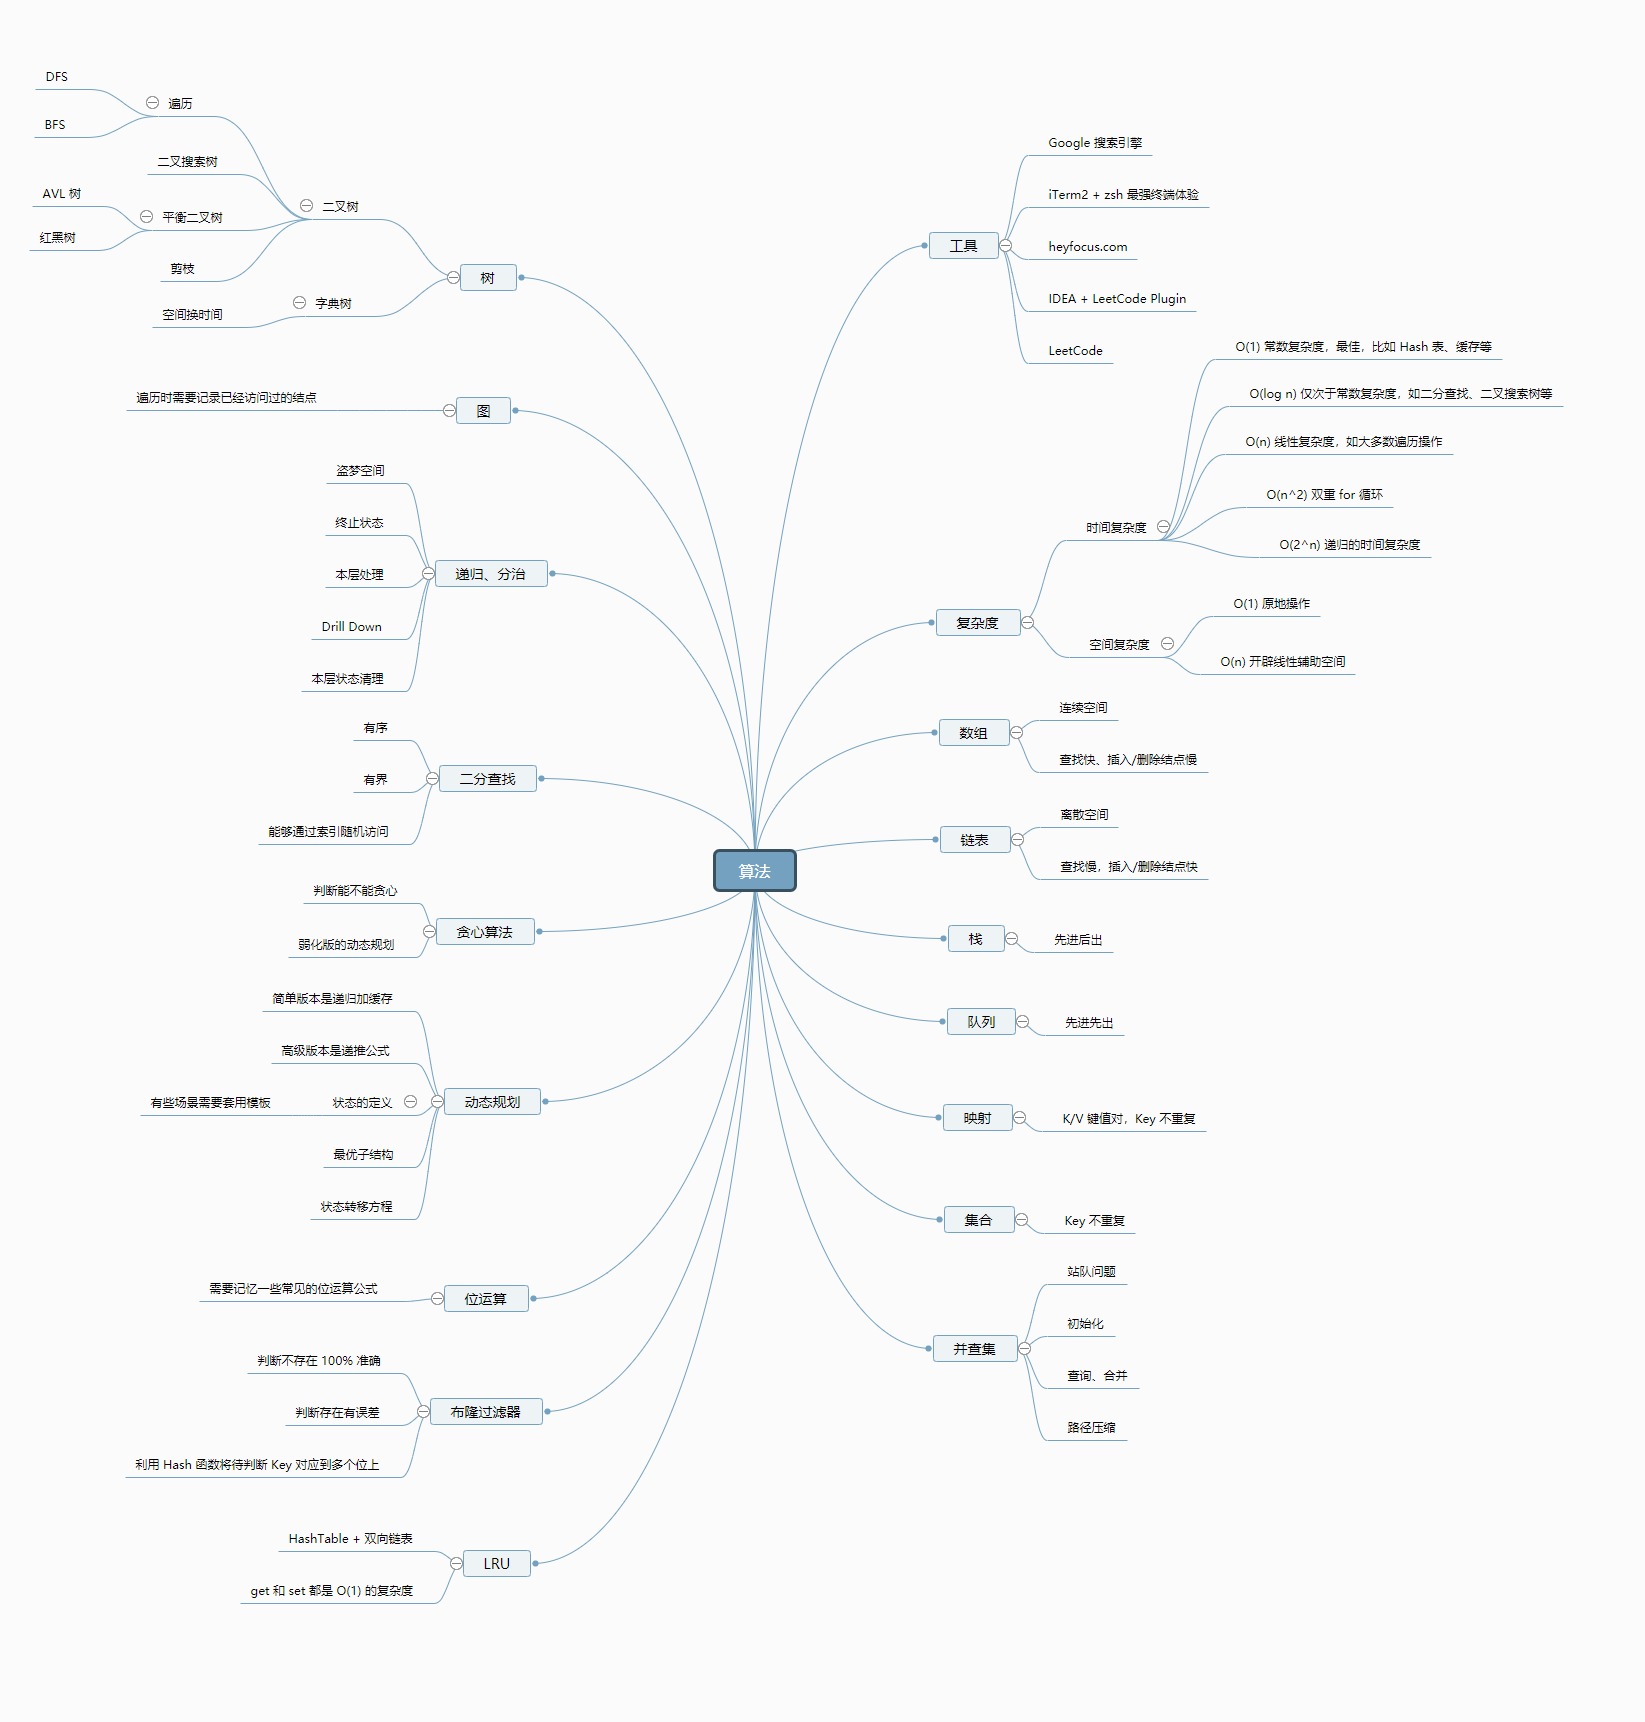 算法
工具
Google 搜索引擎
iTerm2 + zsh 最强终端体验
heyfocus.com
IDEA + LeetCode Plugin
LeetCode
复杂度
时间复杂度
O(1) 常数复杂度，最佳，比如 Hash 表、缓存等
O(log n) 仅次于常数复杂度，如二分查找、二叉搜索树等
O(n) 线性复杂度，如大多数遍历操作
O(n^2) 双重 for 循环
O(2^n) 递归的时间复杂度
空间复杂度
O(1) 原地操作
O(n) 开辟线性辅助空间
数组
连续空间
查找快、插入/删除结点慢
链表
离散空间
查找慢，插入/删除结点快
栈
先进后出
队列
先进先出
映射
K/V 键值对，Key 不重复
集合
Key 不重复
并查集
站队问题
初始化
查询、合并
路径压缩
树
二叉树
遍历
DFS
BFS
二叉搜索树
平衡二叉树
AVL 树
红黑树
剪枝
字典树
空间换时间
图
遍历时需要记录已经访问过的结点
递归、分治
盗梦空间
终止状态
本层处理
Drill Down
本层状态清理
二分查找
有序
有界
能够通过索引随机访问
贪心算法
判断能不能贪心
弱化版的动态规划
动态规划
简单版本是递归加缓存
高级版本是递推公式
状态的定义
有些场景需要套用模板
最优子结构
状态转移方程
位运算
需要记忆一些常见的位运算公式
布隆过滤器
判断不存在 100% 准确
判断存在有误差
利用 Hash 函数将待判断 Key 对应到多个位上
LRU
HashTable + 双向链表
get 和 set 都是 O(1) 的复杂度